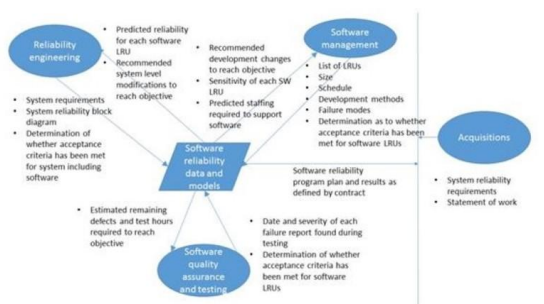 Reliability
engineering
• Predicted reliability
for each software
LRU
• Recommended
system level
modifications to
reach objective
• Recommended
development changes
to reach objective
• Sensitivity of each SW
LRU
• Predicted staffing
required to support
software
Software
management
• List of LRUs
• Size
• Schedule
• Development methods
• Failure modes
• Determination as to whether
acceptance criteria has been
met for software LRUs
• System requirements
• System reliability block
diagram
• Determination of
whether acceptance
criteria has been met
for system including
software
Software
reliability
data and
models
Acquisitions
Software reliability
program plan and results as
defined by contract
• System reliability
requirements
• Statement of work
• Estimated remaining
defects and test hours
required to reach
objective
• Date and severity of each
failure report found during
testing
• Determination of whether
acceptance criteria has
been met for software
LRUs
Software
quality
assurance
and testing